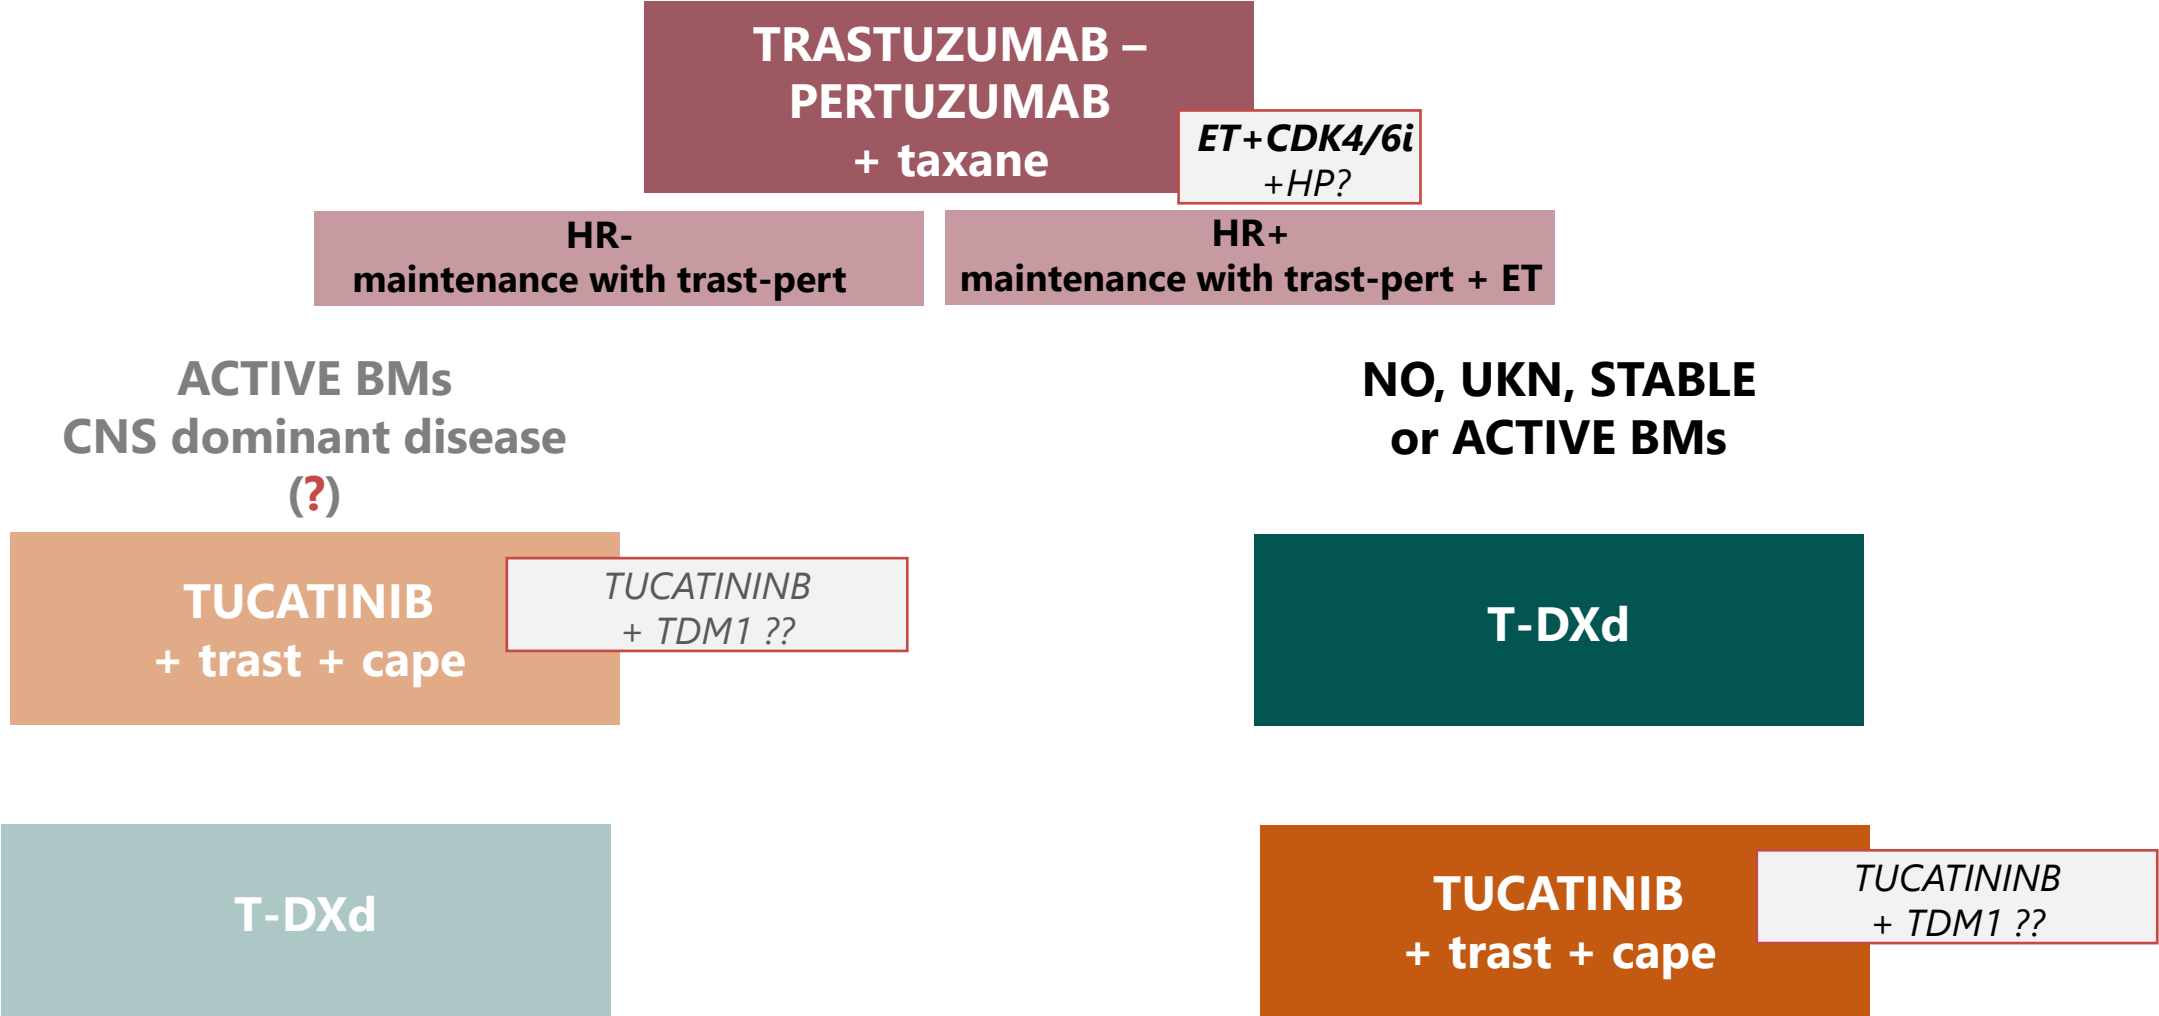 TRASTUZUMAB –
PERTUZUMAB
+ taxane
ET+CDK4/6i
+HP?
HR-
maintenance with trast-pert
HR+
maintenance with trast-pert + ET
ACTIVE BMs
CNS dominant disease
(?)
NO, UKN, STABLE
or ACTIVE BMs
TUCATINIB
+ trast + cape
TUCATININB
+ TDM1 ??
T-DXd
T-DXd
TUCATINIB
+ trast + cape
TUCATININB
+ TDM1 ??